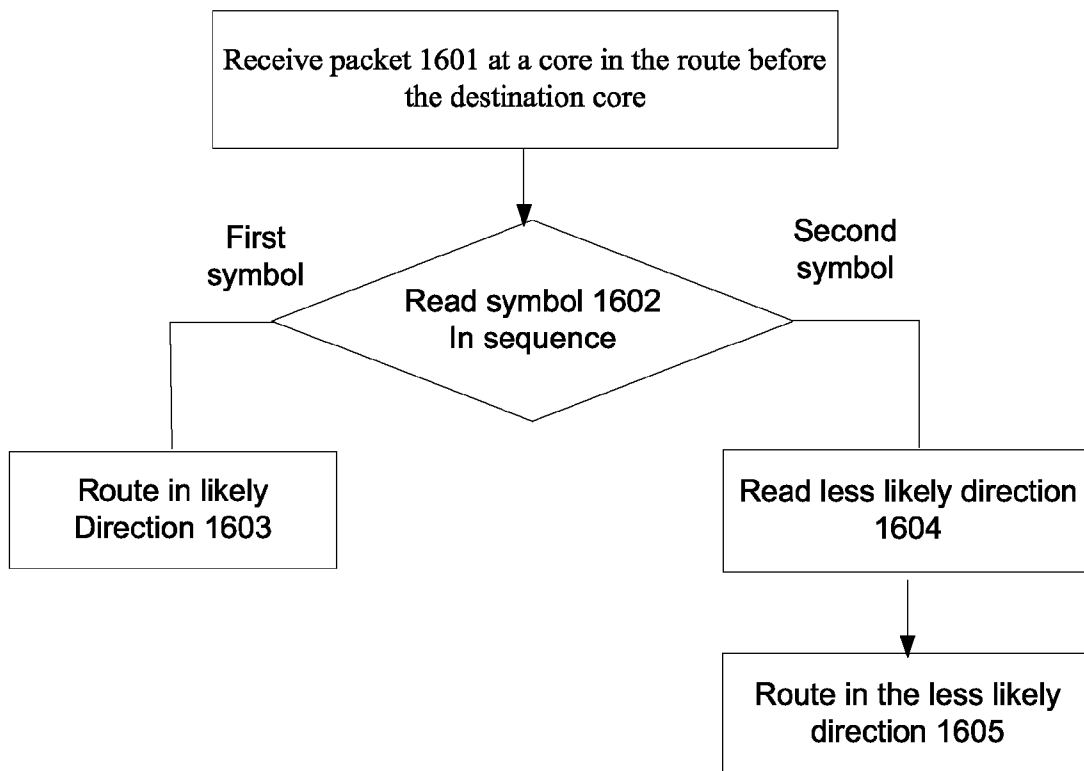 Receive packet 1601 at a core in the route before
the destination core
First
symbol
Second
symbol
Read symbol 1602
In sequence
Route in likely
Direction 1603
Read less likely direction
1604
Route in the less likely
direction 1605